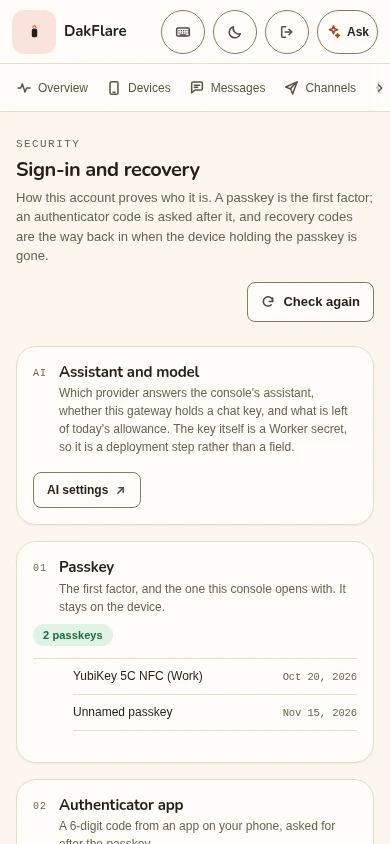 DakFlare
Ask
Overview
Devices
Messages
Channels
SECURITY
Sign-in and recovery
How this account proves who it is. A passkey is the first factor;
an authenticator code is asked after it, and recovery codes
are the way back in when the device holding the passkey is
gone.
Check again
AI Assistant and model
Which provider answers the console's assistant,
whether this gateway holds a chat key, and what is left
of today's allowance. The key itself is a Worker secret,
so it is a deployment step rather than a field.
AI settings
01 Passkey
The first factor, and the one this console opens with. It
stays on the device.
2 passkeys
YubiKey 5C NFC (Work) Oct 20, 2026
Unnamed passkey Nov 15, 2026
02 Authenticator app
A 6-digit code from an app on your phone, asked for
after the passkey.